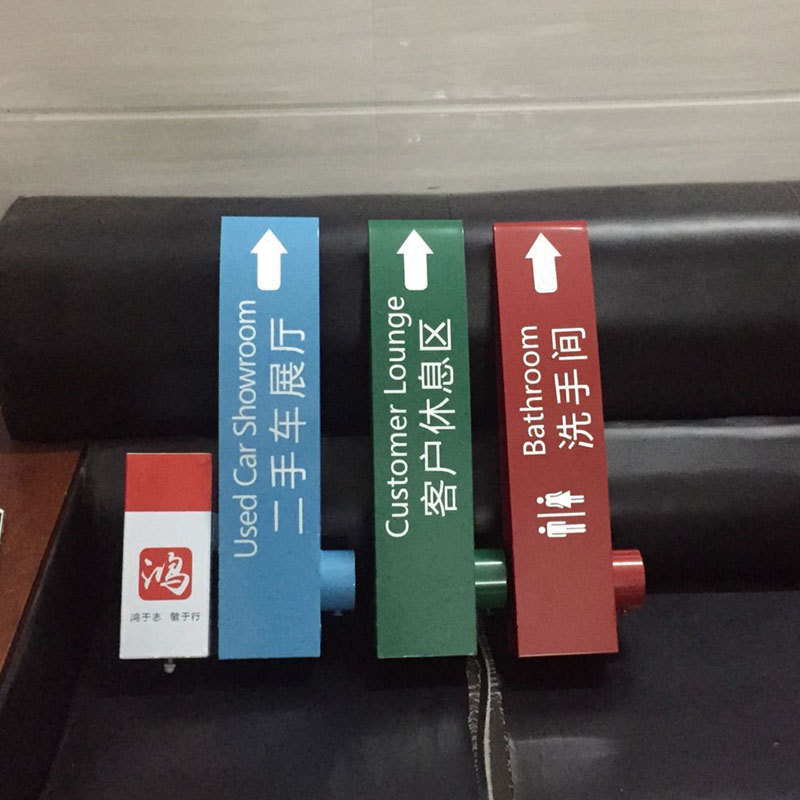 鸿
鸿于志 敏于行
Used Car Showroom
二手车展厅
Customer Lounge
客户休息区
Bathroom
洗手间